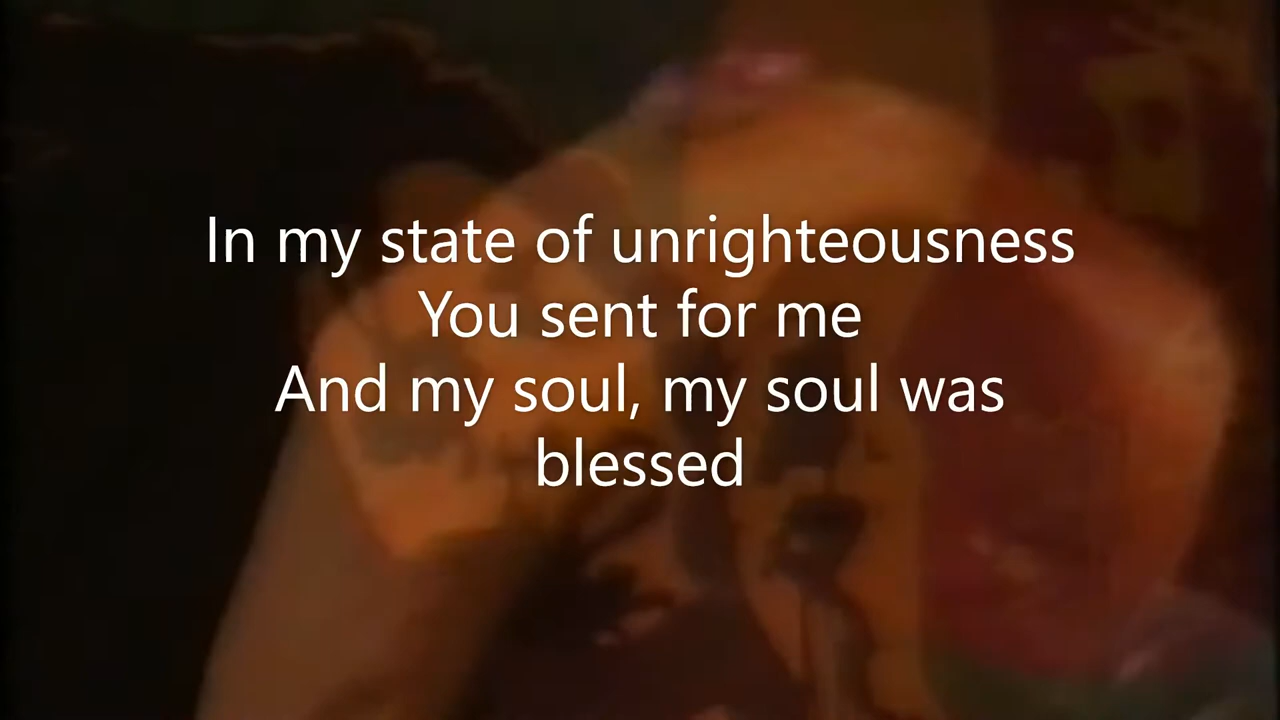 In my state of unrighteousness
You sent for me
And my soul, my soul was
blessed